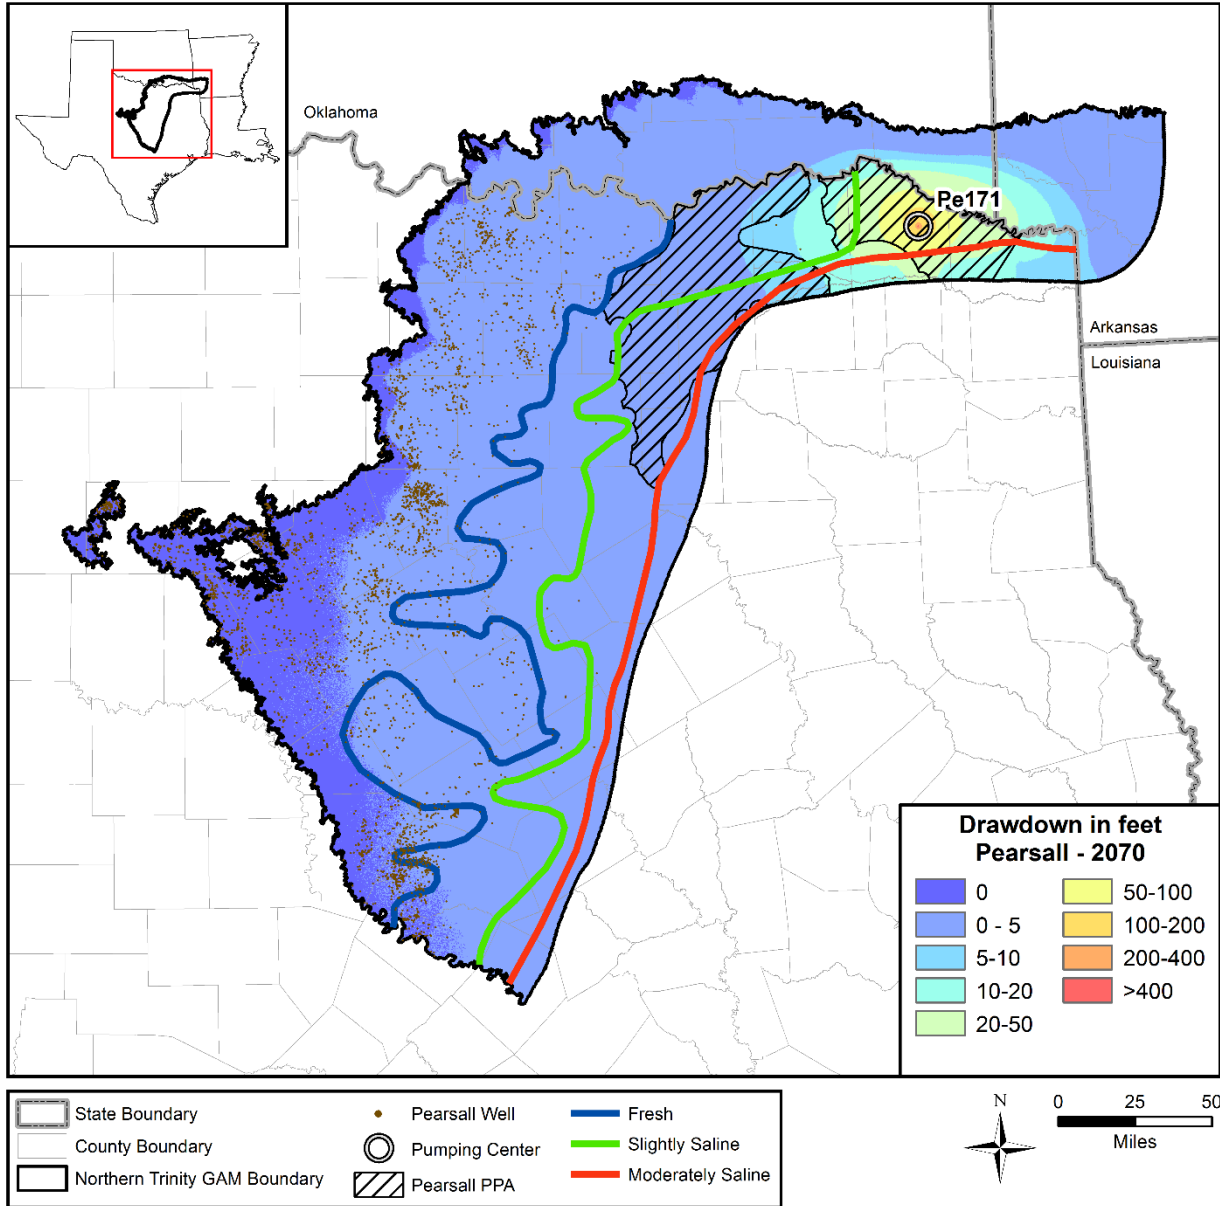 Oklahoma
Pe171
Arkansas
Louisiana
Drawdown in feet
Pearsall - 2070
0
50-100
0 - 5
100-200
5-10
200-400
10-20
>400
20-50
State Boundary
County Boundary
Northern Trinity GAM Boundary
Pearsall Well
Pumping Center
Pearsall PPA
Fresh
Slightly Saline
Moderately Saline
N
0 25 50
Miles